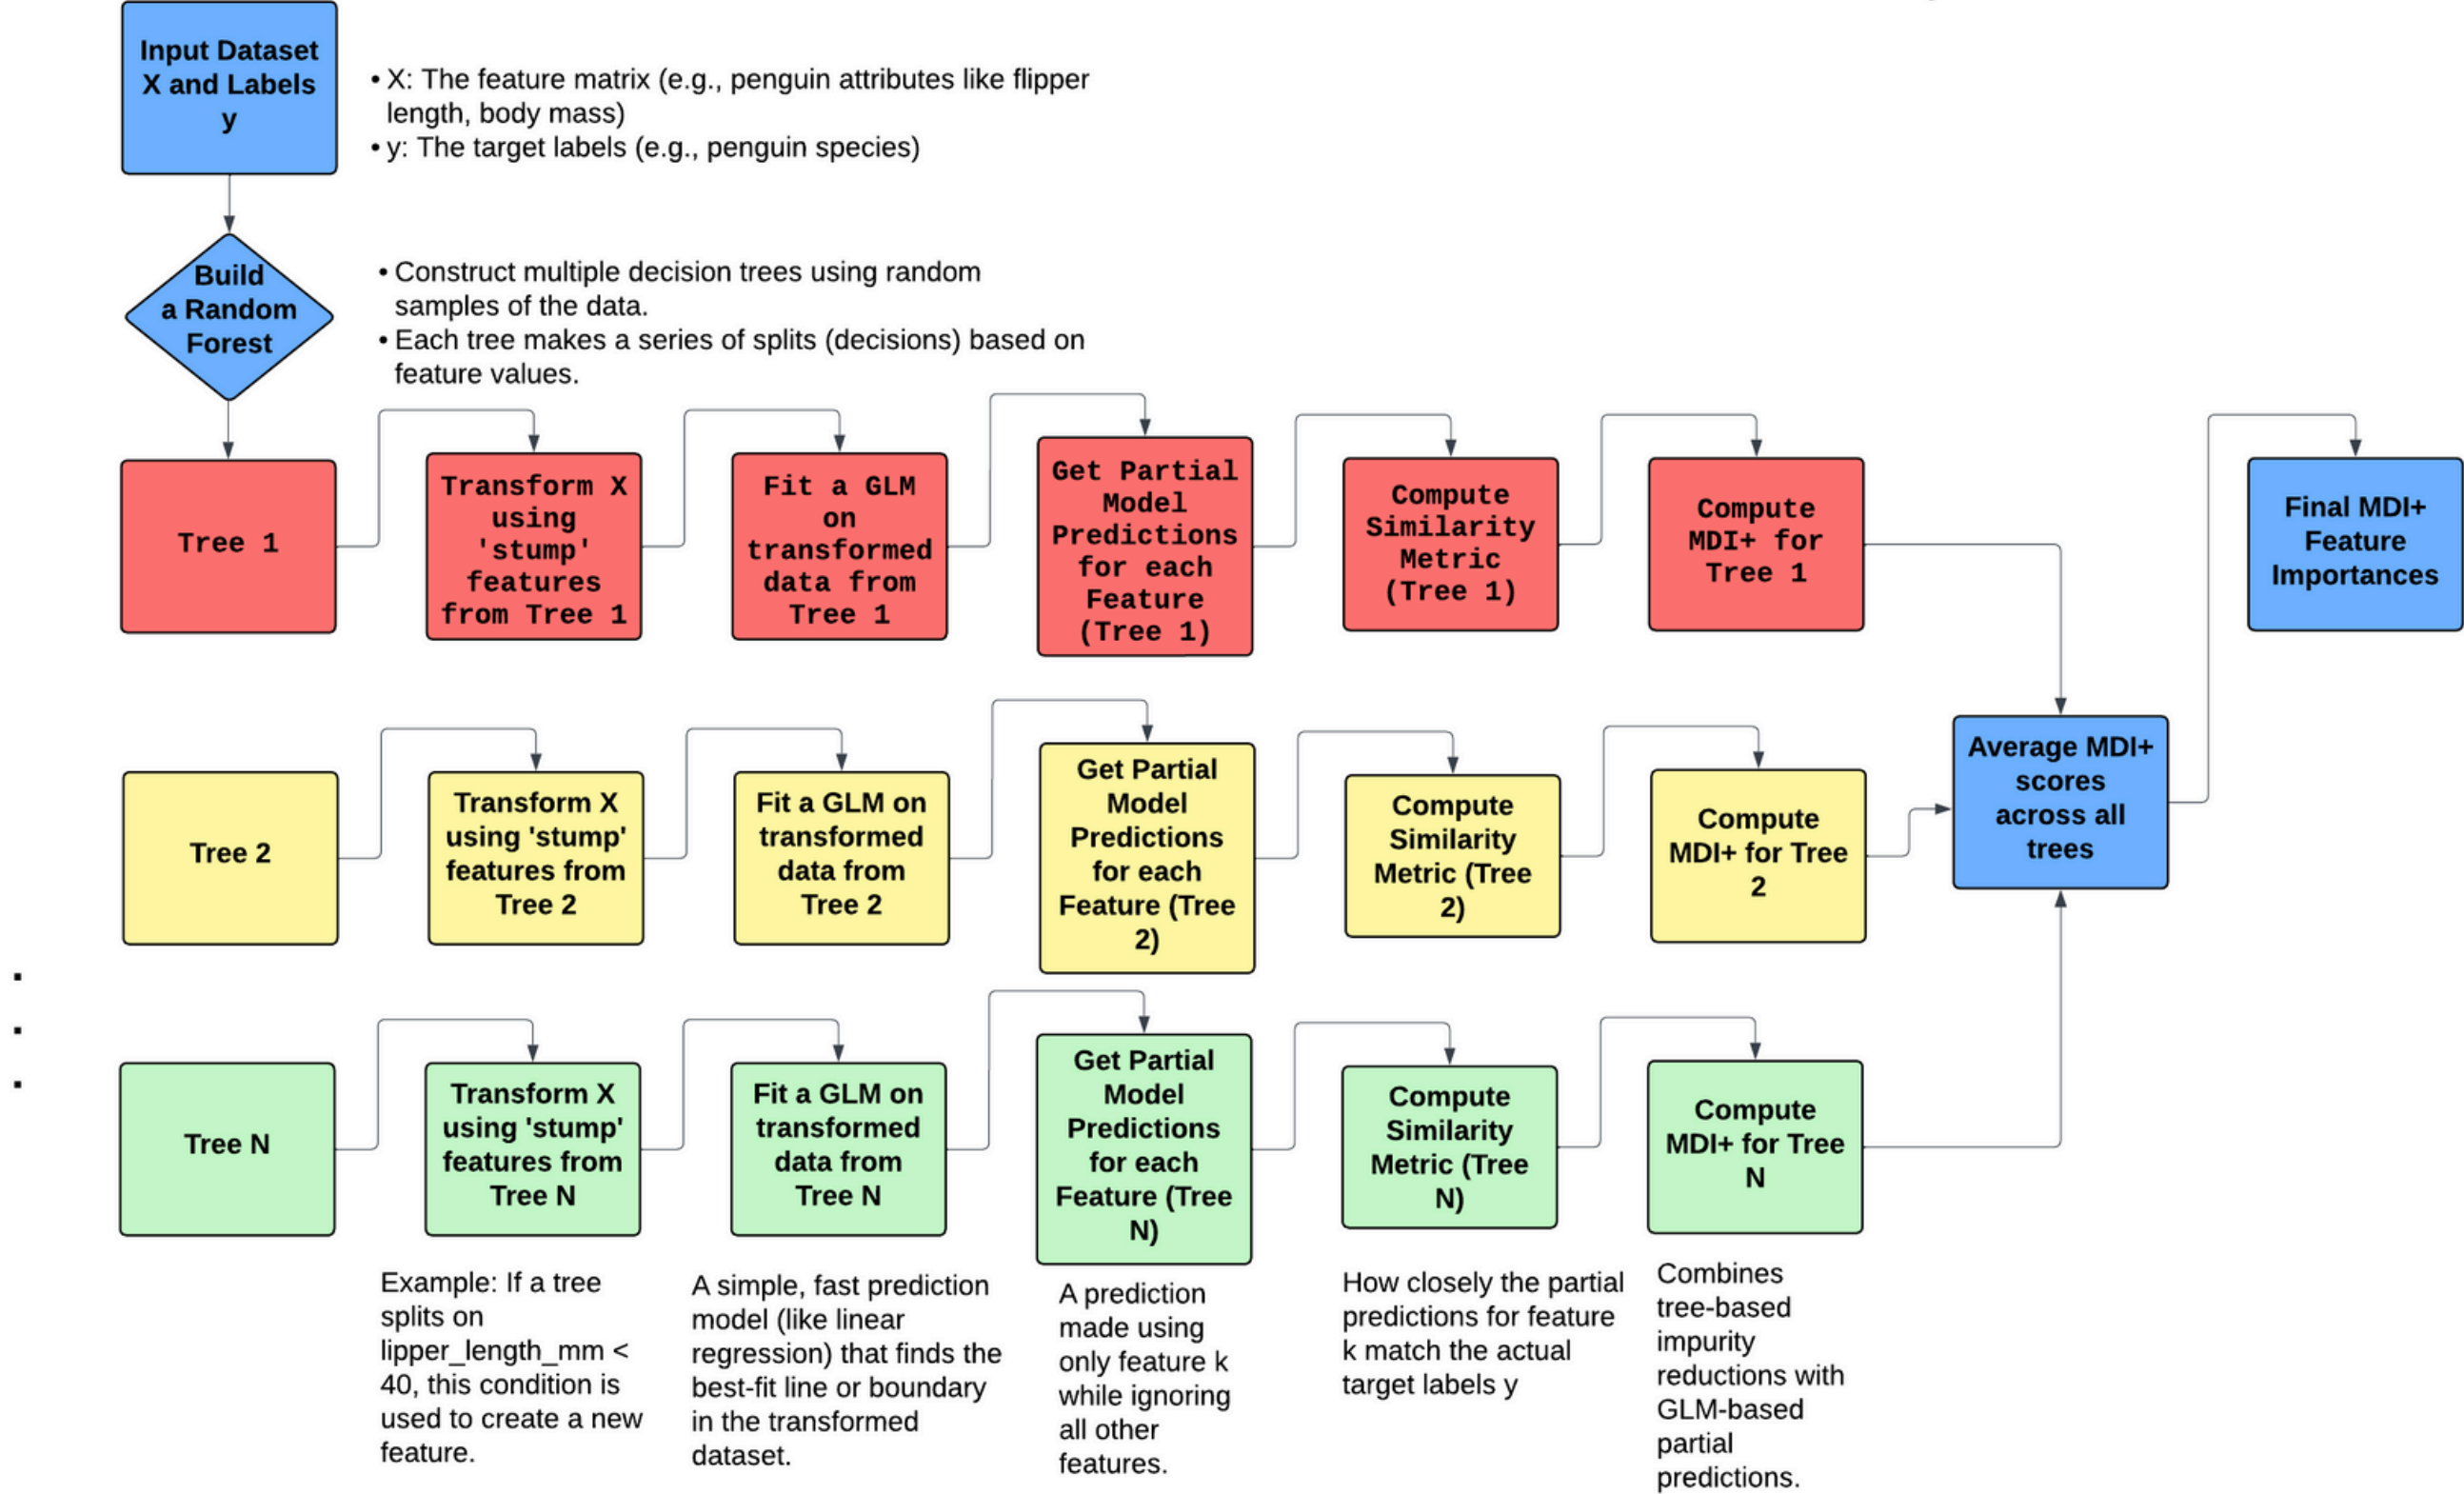 Input Dataset
X and Labels
y
• X: The feature matrix (e.g., penguin attributes like flipper
length, body mass)
• y: The target labels (e.g., penguin species)
Build
a Random
Forest
• Construct multiple decision trees using random
samples of the data.
• Each tree makes a series of splits (decisions) based on
feature values.
Tree 1
Transform X
using
'stump'
features
from Tree 1
Fit a GLM
on
transformed
data from
Tree 1
Get Partial
Model
Predictions
for each
Feature
(Tree 1)
Compute
Similarity
Metric
(Tree 1)
Compute
MDI+ for
Tree 1
Final MDI+
Feature
Importances
Tree 2
Transform X
using 'stump'
features from
Tree 2
Fit a GLM on
transformed
data from
Tree 2
Get Partial
Model
Predictions
for each
Feature (Tree
2)
Compute
Similarity
Metric (Tree
2)
Compute
MDI+ for Tree
2
Average MDI+
scores
across all
trees
.
.
.
Tree N
Transform X
using 'stump'
features from
Tree N
Fit a GLM on
transformed
data from
Tree N
Get Partial
Model
Predictions
for each
Feature (Tree
N)
Compute
Similarity
Metric (Tree
N)
Compute
MDI+ for Tree
N
Example: If a tree
splits on
lipper_length_mm <
40, this condition is
used to create a new
feature.
A simple, fast prediction
model (like linear
regression) that finds the
best-fit line or boundary
in the transformed
dataset.
A prediction
made using
only feature k
while ignoring
all other
features.
How closely the partial
predictions for feature
k match the actual
target labels y
Combines
tree-based
impurity
reductions with
GLM-based
partial
predictions.